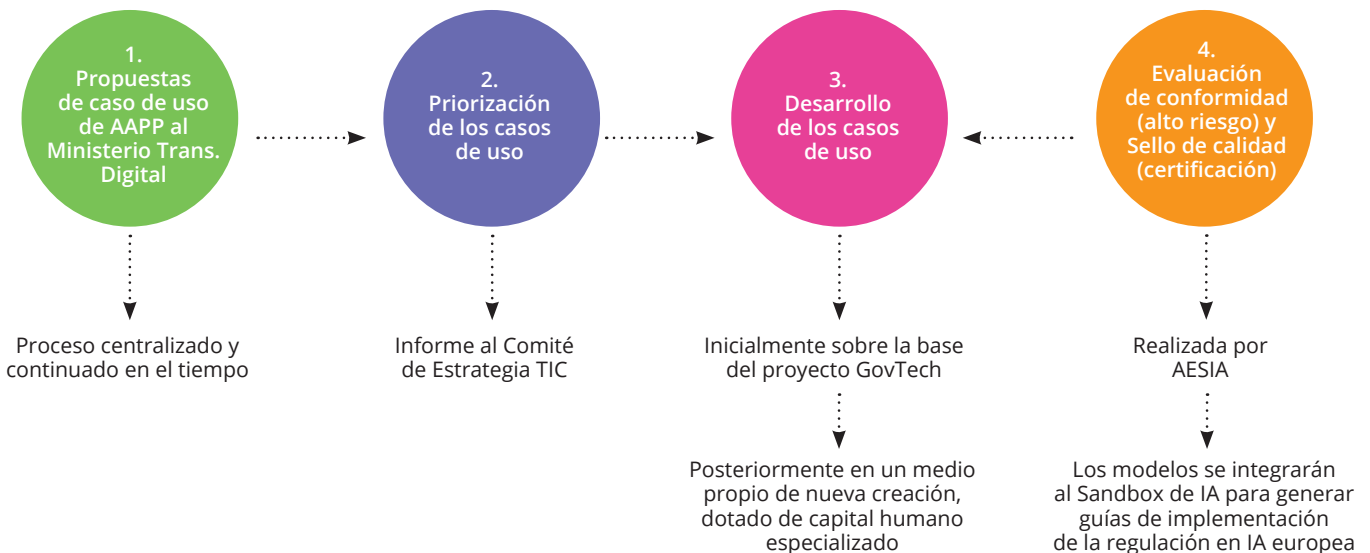 1.
Propuestas
de caso de uso
de AAPP al
Ministerio Trans.
Digital
2.
Priorización
de los casos
de uso
3.
Desarrollo
de los casos
de uso
4.
Evaluación
de conformidad
(alto riesgo) y
Sello de calidad
(certificación)
Proceso centralizado y
continuado en el tiempo
Informe al Comité
de Estrategia TIC
Inicialmente sobre la base
del proyecto GovTech
Realizada por
AESIA
Posteriormente en un medio
propio de nueva creación,
dotado de capital humano
especializado
Los modelos se integrarán
al Sandbox de IA para generar
guías de implementación
de la regulación en IA europea